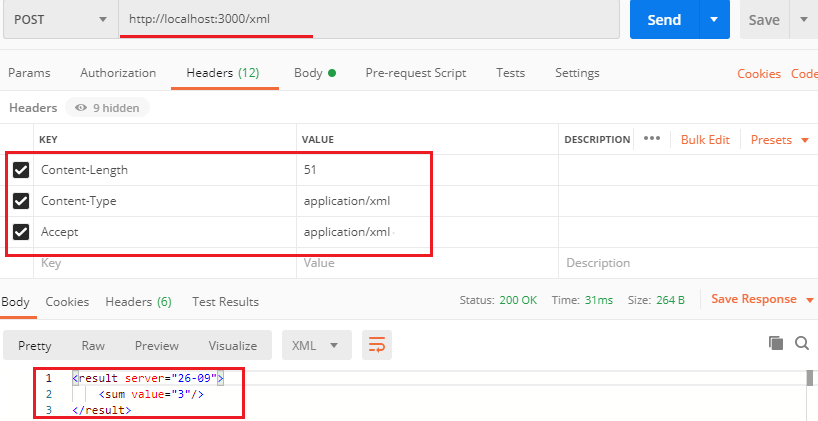 POST http://localhost:3000/xml Send Save
Params Authorization Headers (12) Body Pre-request Script Tests Settings Cookies Code
Headers 9 hidden
KEY VALUE DESCRIPTION ••• Bulk Edit Presets
Content-Length 51
Content-Type application/xml
Accept application/xml
Key Value Description
Body Cookies Headers (6) Test Results Status: 200 OK Time: 31ms Size: 264 B Save Response
Pretty Raw Preview Visualize XML
1 <result server="26-09">
2 <sum value="3"/>
3 </result>